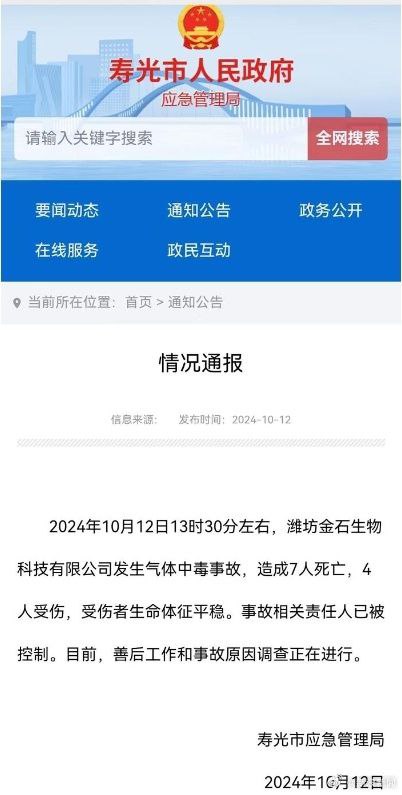 寿光市人民政府
应急管理局
请输入关键字搜索 全网搜索
要闻动态 通知公告 政务公开
在线服务 政民互动
当前所在位置：首页 > 通知公告
情况通报
信息来源： 发布时间：2024-10-12
2024年10月12日13时30分左右，潍坊金石生物
科技有限公司发生气体中毒事故，造成7人死亡，4
人受伤，受伤者生命体征平稳。事故相关责任人已被
控制。目前，善后工作和事故原因调查正在进行。
寿光市应急管理局
2024年10月12日